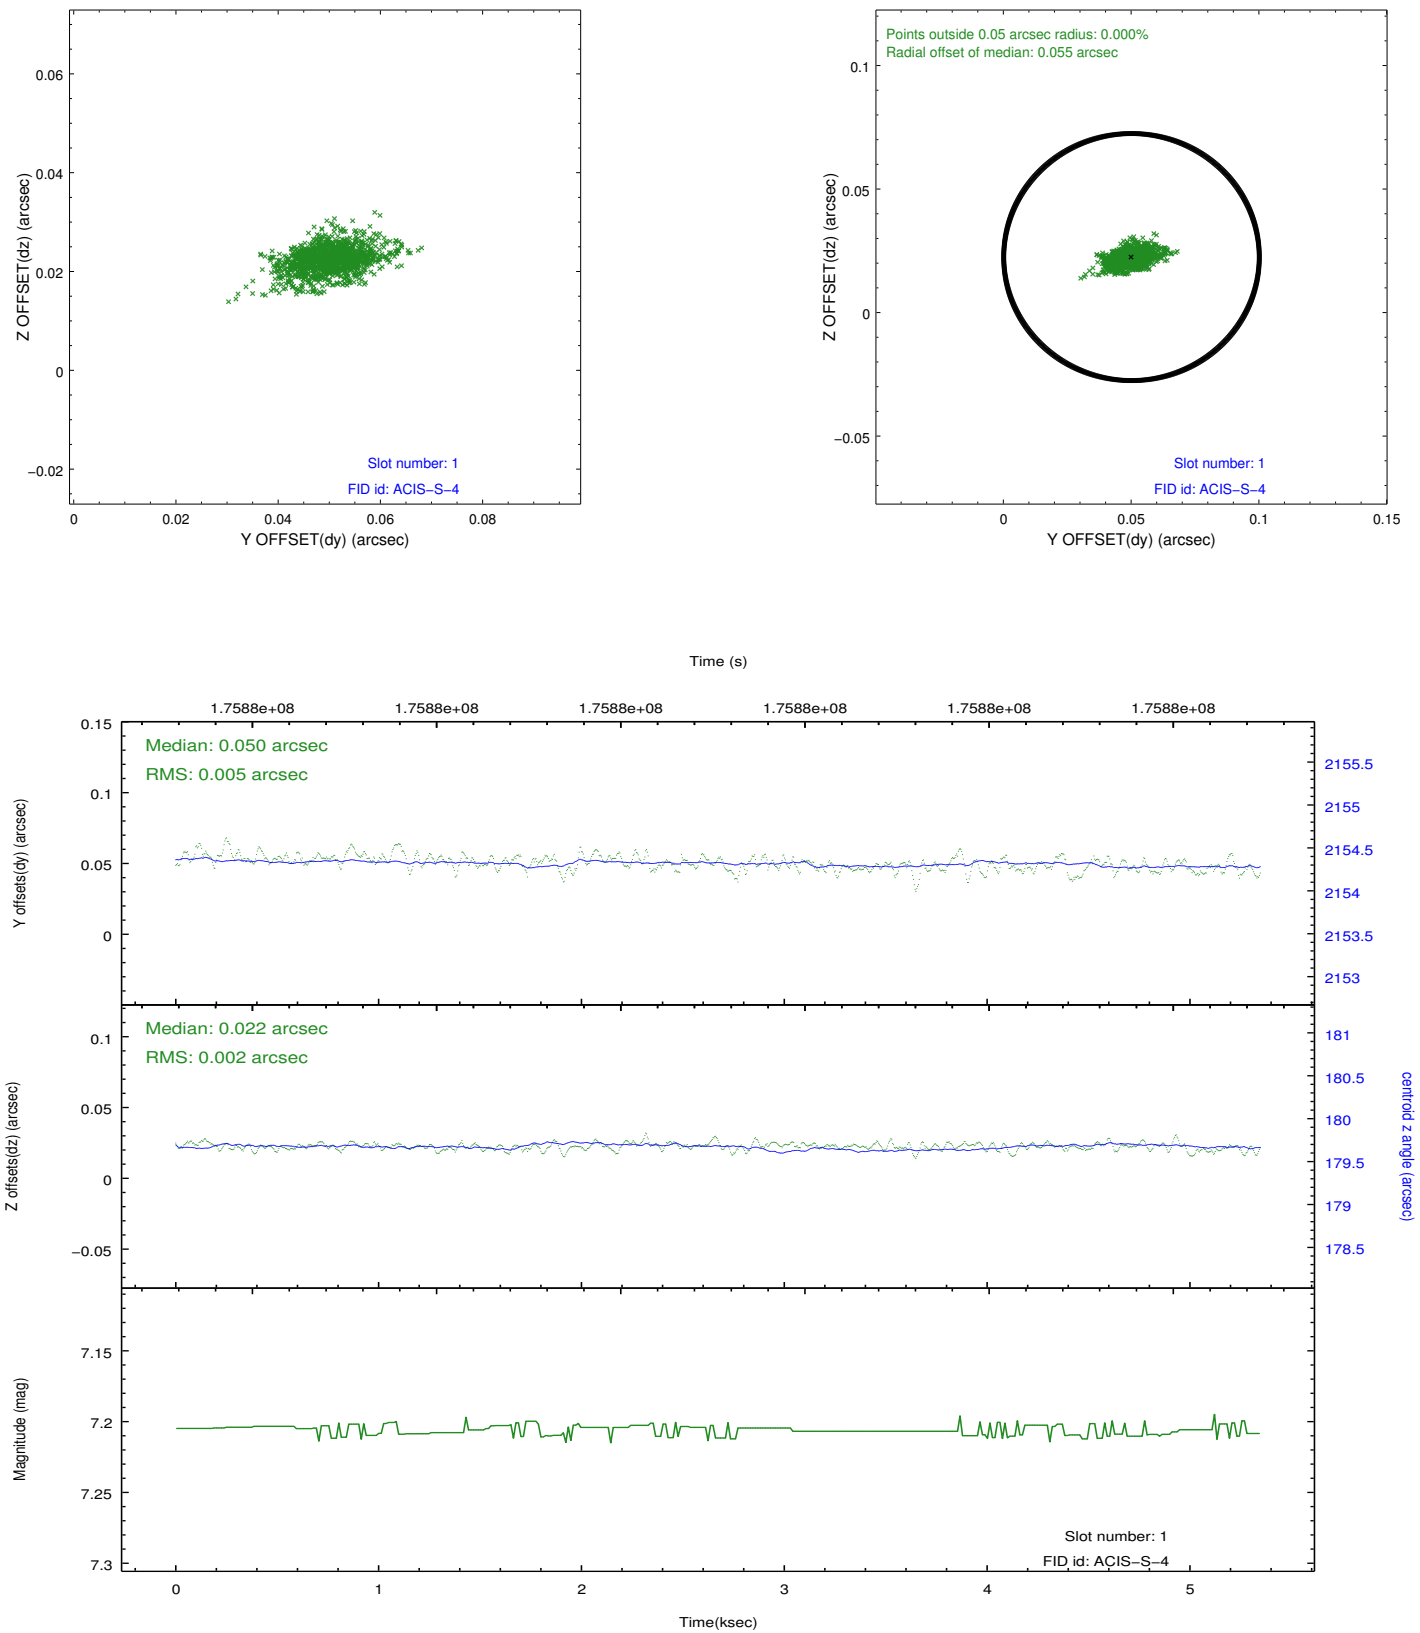 0.06
0.04
0.02
0
−0.02
Z OFFSET(dz) (arcsec)
Slot number: 1
FID id: ACIS−S−4
0 0.02 0.04 0.06 0.08
Y OFFSET(dy) (arcsec)
Points outside 0.05 arcsec radius: 0.000%
Radial offset of median: 0.055 arcsec
0.1
0.05
0
−0.05
Z OFFSET(dz) (arcsec)
Slot number: 1
FID id: ACIS−S−4
0 0.05 0.1 0.15
Y OFFSET(dy) (arcsec)
Time (s)
1.7588e+08 1.7588e+08 1.7588e+08 1.7588e+08 1.7588e+08 1.7588e+08
Median: 0.050 arcsec
RMS: 0.005 arcsec
0.15
0.1
0.05
0
Y offsets(dy) (arcsec)
2155.5
2155
2154.5
2154
2153.5
2153
Median: 0.022 arcsec
RMS: 0.002 arcsec
0.1
0.05
0
−0.05
Z offsets(dz) (arcsec)
181
180.5
180
179.5
179
178.5
centroid z angle (arcsec)
7.15
7.2
7.25
7.3
Magnitude (mag)
Slot number: 1
FID id: ACIS−S−4
0 1 2 3 4 5
Time(ksec)